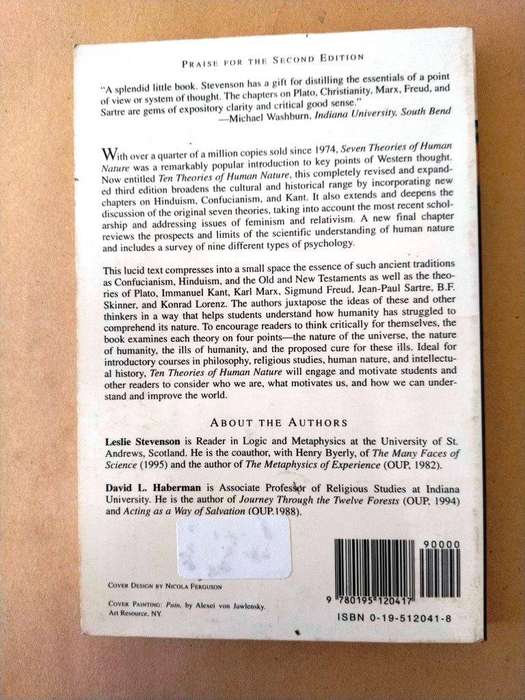 PRAISE FOR THE SECOND EDITION
"A splendid little book. Stevenson has a gift for distilling the essentials of a point
of view or system of thought. The chapters on Plato, Christianity, Marx, Freud, and
Sartre are gems of expository clarity and critical good sense."
—Michael Washburn, Indiana University, South Bend
With over a quarter of a million copies sold since 1974, Seven Theories of Human
Nature was a remarkably popular introduction to key points of Western thought.
Now entitled Ten Theories of Human Nature, this completely revised and expand-
ed third edition broadens the cultural and historical range by incorporating new
chapters on Hinduism, Confucianism, and Kant. It also extends and deepens the
discussion of the original seven theories, taking into account the most recent schol-
arship and addressing issues of feminism and relativism. A new final chapter
reviews the prospects and limits of the scientific understanding of human nature
and includes a survey of nine different types of psychology.
This lucid text compresses into a small space the essence of such ancient traditions
as Confucianism, Hinduism, and the Old and New Testaments as well as the theo-
ries of Plato, Immanuel Kant, Karl Marx, Sigmund Freud, Jean-Paul Sartre, B.F.
Skinner, and Konrad Lorenz. The authors juxtapose the ideas of these and other
thinkers in a way that helps students understand how humanity has struggled to
comprehend its nature. To encourage readers to think critically for themselves, the
book examines each theory on four points—the nature of the universe, the nature
of humanity, the ills of humanity, and the proposed cure for these ills. Ideal for
introductory courses in philosophy, religious studies, human nature, and intellectu-
al history, Ten Theories of Human Nature will engage and motivate students and
other readers to consider who we are, what motivates us, and how we can under-
stand and improve the world.
ABOUT THE AUTHORS
Leslie Stevenson is Reader in Logic and Metaphysics at the University of St.
Andrews, Scotland. He is the coauthor, with Henry Byerly, of The Many Faces of
Science (1995) and the author of The Metaphysics of Experience (OUP, 1982).
David L. Haberman is Associate Professor of Religious Studies at Indiana
University. He is the author of Journey Through the Twelve Forests (OUP, 1994)
and Acting as a Way of Salvation (OUP, 1988).
COVER DESIGN BY NICOLA FERGUSON
COVER PAINTING: Pain, by Alexei von Jawlensky.
Art Resource, NY
90000
9 780195 120417
ISBN 0-19-512041-8